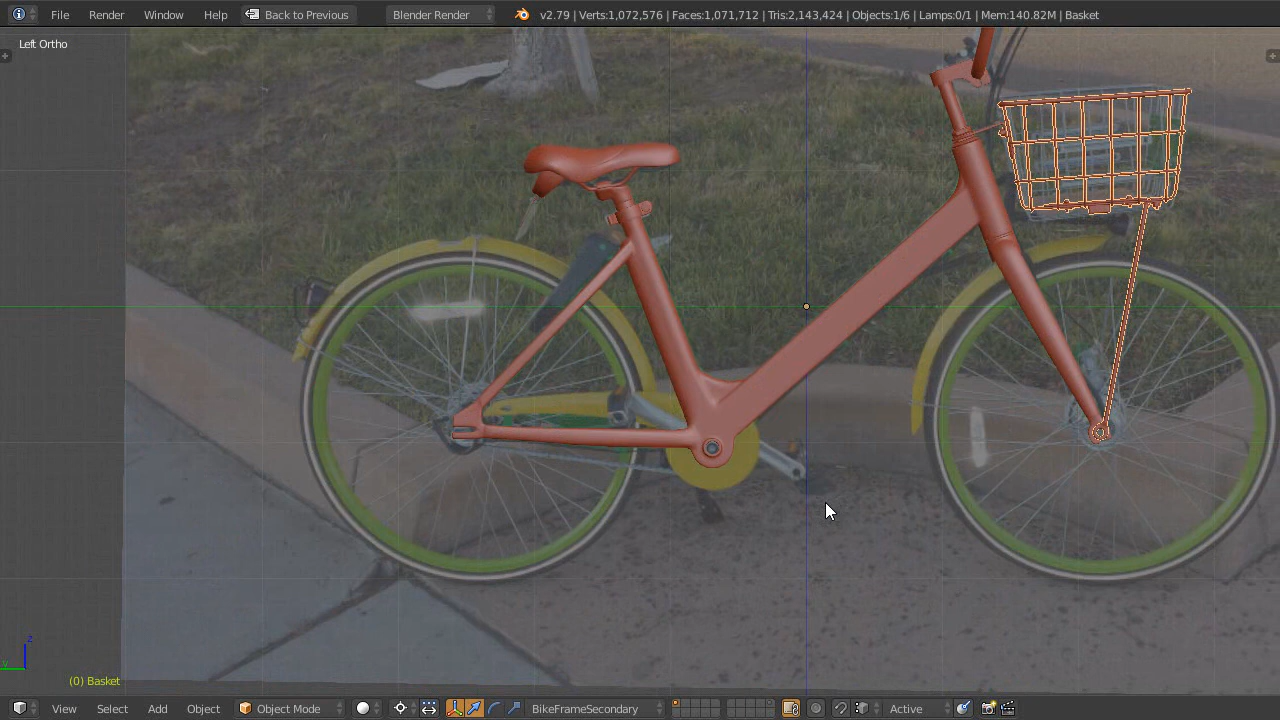 File Render Window Help Back to Previous Blender Render v2.79 | Verts:1,072,576 | Faces:1,071,712 | Tris:2,143,424 | Objects:1/6 | Lamps:0/1 | Mem:140.82M | Basket
Left Ortho
z
y
(0) Basket
View Select Add Object Object Mode BikeFrameSecondary Active